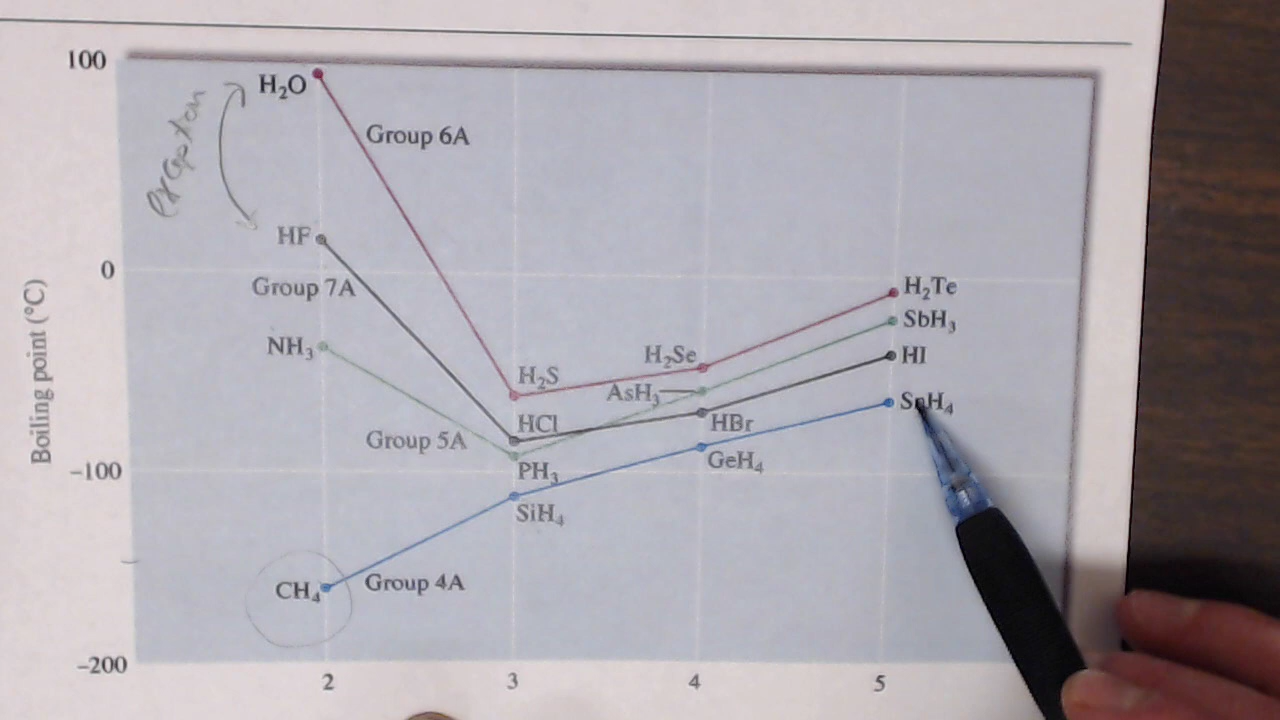 100
H₂O
exception
Group 6A
HF
0
Group 7A
H₂Te
SbH₃
NH₃
H₂Se
HI
H₂S
AsH₃
SnH₄
HCl
HBr
Group 5A
GeH₄
−100
PH₃
SiH₄
CH₄
Group 4A
−200
2 3 4 5
Boiling point (°C)